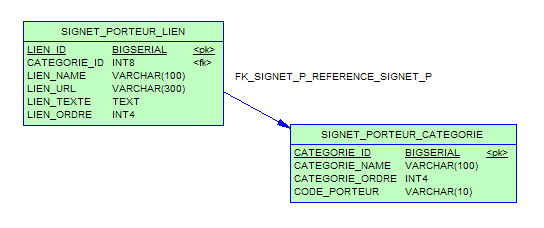 SIGNET_PORTEUR_LIEN
LIEN_ID BIGSERIAL <pk>
CATEGORIE_ID INT8 <fk>
LIEN_NAME VARCHAR(100)
LIEN_URL VARCHAR(300)
LIEN_TEXTE TEXT
LIEN_ORDRE INT4
FK_SIGNET_P_REFERENCE_SIGNET_P
SIGNET_PORTEUR_CATEGORIE
CATEGORIE_ID BIGSERIAL <pk>
CATEGORIE_NAME VARCHAR(100)
CATEGORIE_ORDRE INT4
CODE_PORTEUR VARCHAR(10)